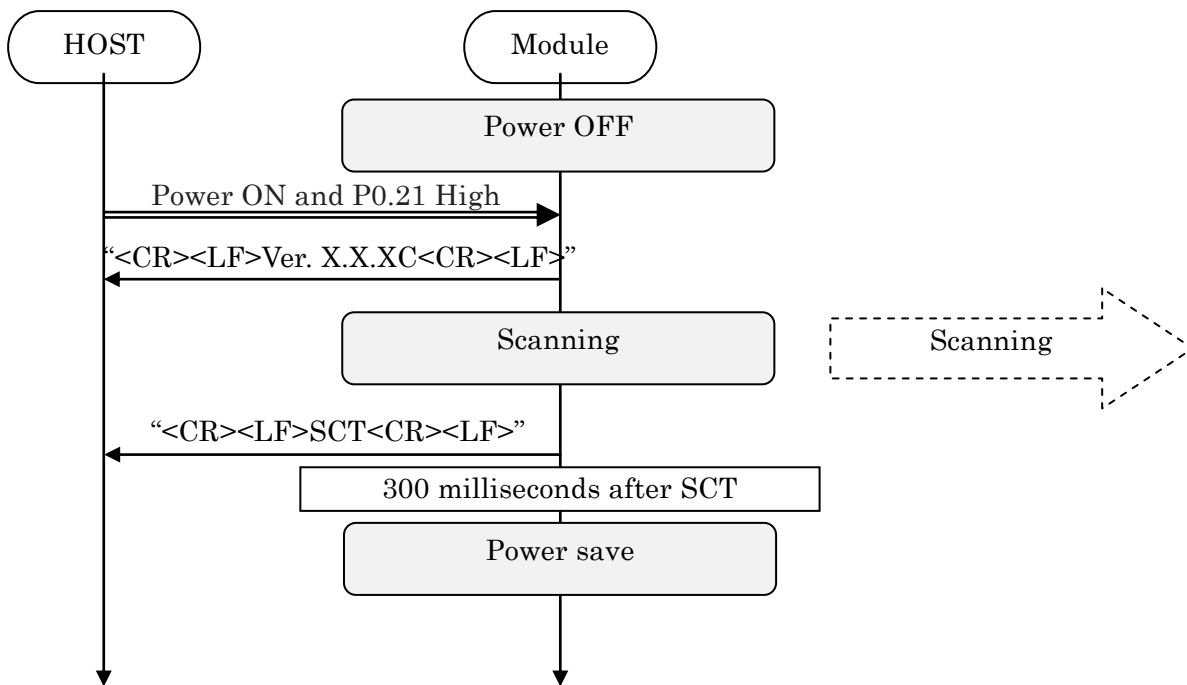 HOST
Module
Power OFF
Power ON and P0.21 High
“<CR><LF>Ver. X.X.XC<CR><LF>”
Scanning
Scanning
“<CR><LF>SCT<CR><LF>”
300 milliseconds after SCT
Power save